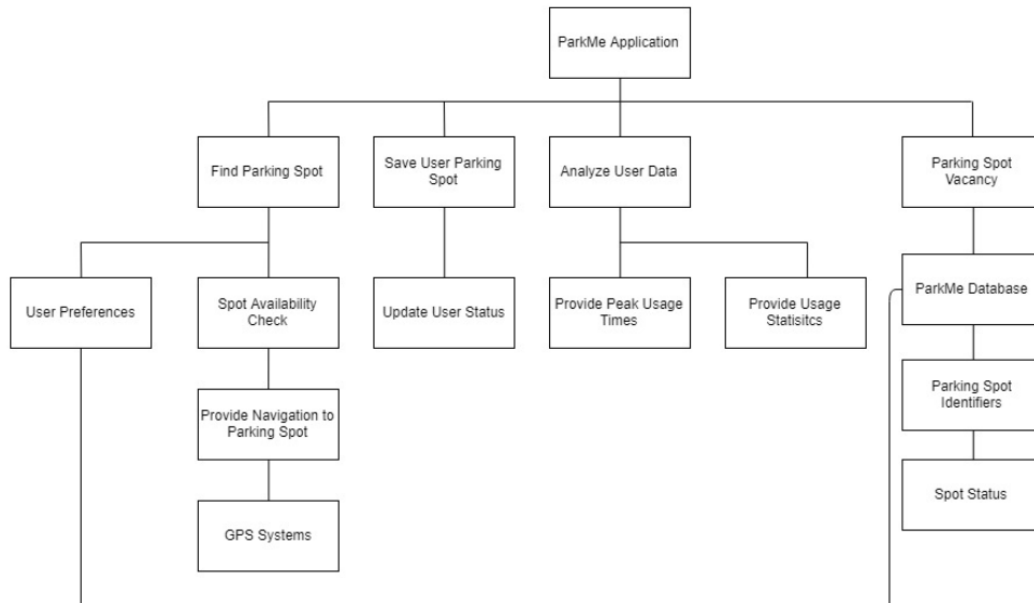 ParkMe Application
Find Parking Spot
Save User Parking
Spot
Analyze User Data
Parking Spot
Vacancy
User Preferences
Spot Availability
Check
Update User Status
Provide Peak Usage
Times
Provide Usage
Statisitcs
ParkMe Database
Provide Navigation to
Parking Spot
Parking Spot
Identifiers
GPS Systems
Spot Status